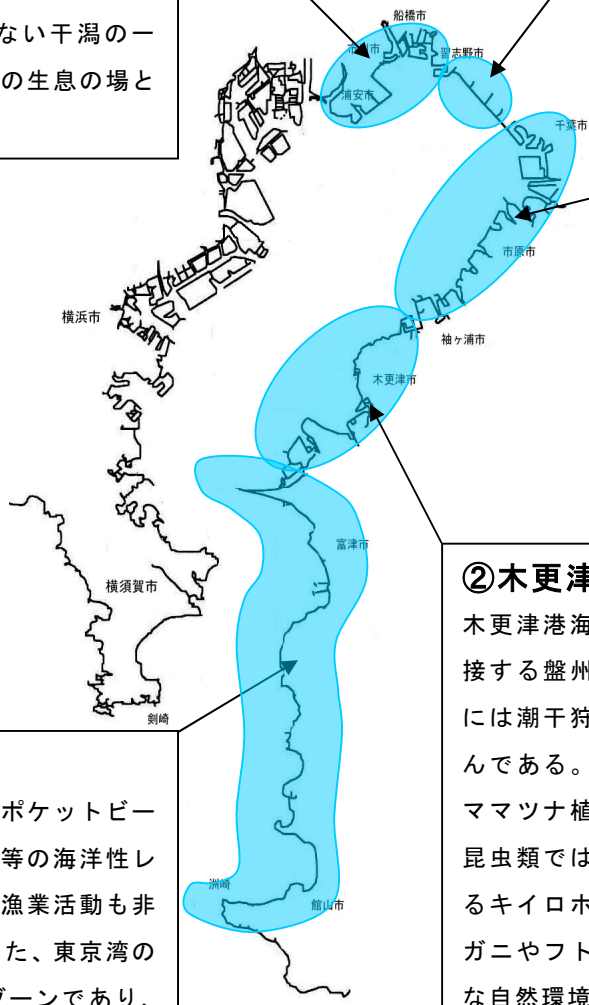 ない干潟の一
の生息の場と
船橋市
市川市
習志野市
浦安市
千葉市
市原市
横浜市
袖ヶ浦市
木更津市
富津市
横須賀市
剣崎
洲崎
館山市
②木更津
木更津港海
接する盤州
には潮干狩
んである。
ママツナ植
昆虫類では
るキイロホ
ガニやフト
な自然環境
ポケットビー
等の海洋性レ
漁業活動も非
た、東京湾の
ゾーンであり、